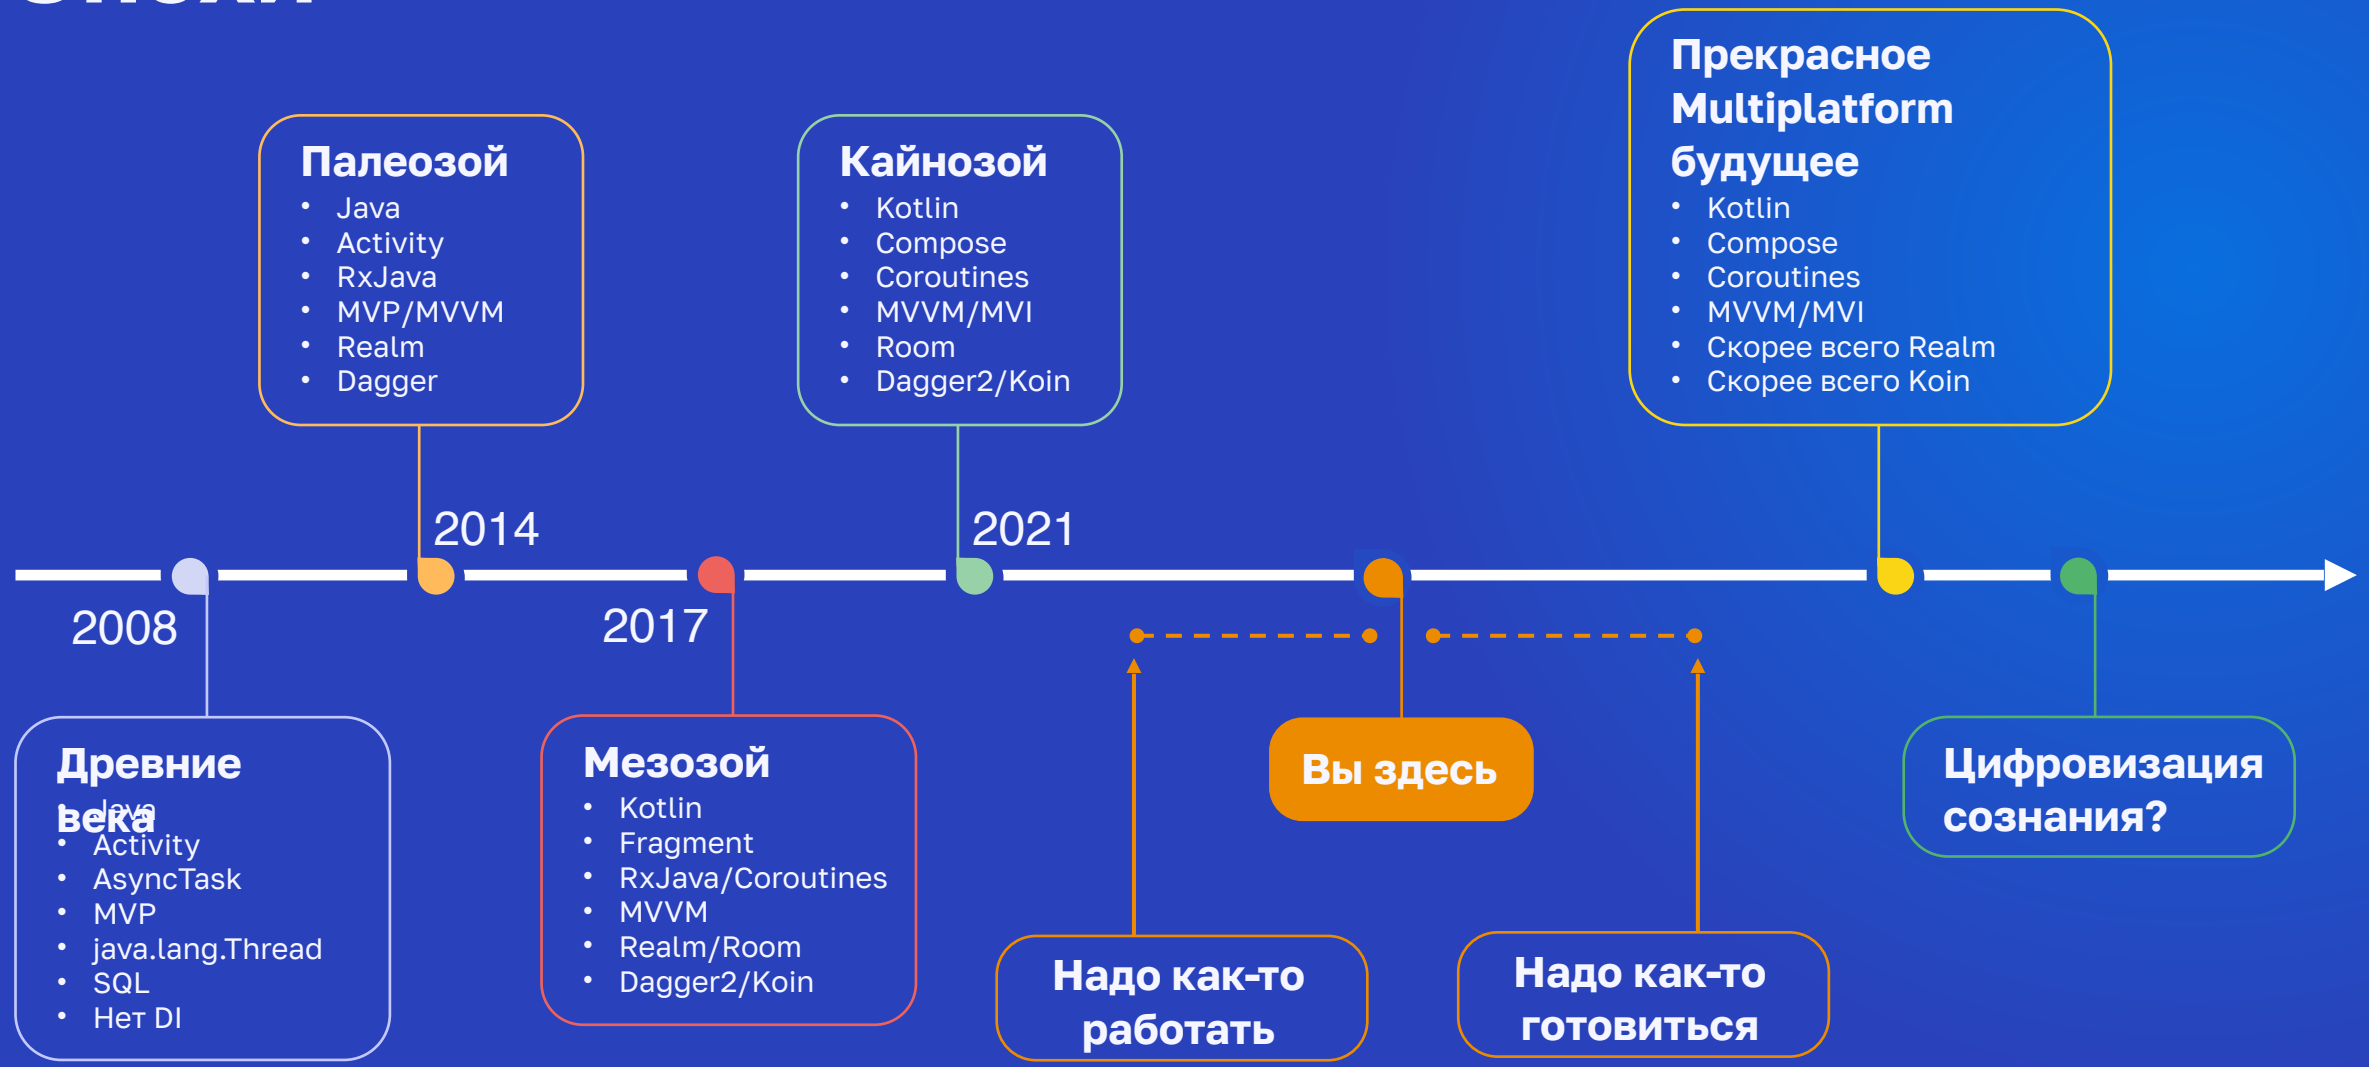 Эпохи
Прекрасное
Multiplatform
будущее
• Kotlin
• Compose
• Coroutines
• MVVM/MVI
• Скорее всего Realm
• Скорее всего Koin
Палеозой
• Java
• Activity
• RxJava
• MVP/MVVM
• Realm
• Dagger
Кайнозой
• Kotlin
• Compose
• Coroutines
• MVVM/MVI
• Room
• Dagger2/Koin
2014
2021
2008
2017
Древние
века
• Java
• Activity
• AsyncTask
• MVP
• java.lang.Thread
• SQL
• Нет DI
Мезозой
• Kotlin
• Fragment
• RxJava/Coroutines
• MVVM
• Realm/Room
• Dagger2/Koin
Вы здесь
Цифровизация
сознания?
Надо как-то
работать
Надо как-то
готовиться